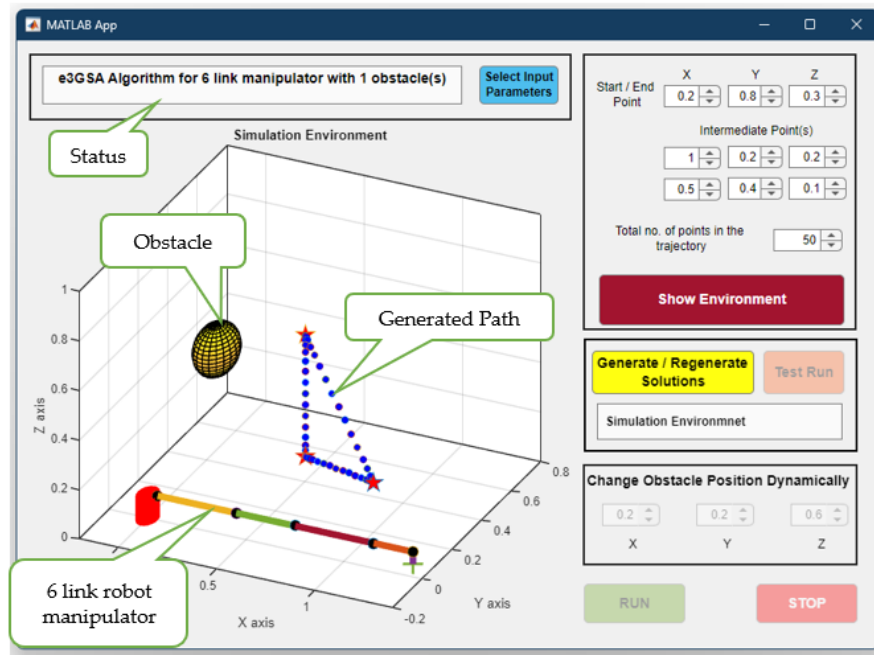 MATLAB App
e3GSA Algorithm for 6 link manipulator with 1 obstacle(s)
Select Input
Parameters
Status
Simulation Environment
Obstacle
Generated Path
6 link robot
manipulator
1
0.8
0.6
0.4
0.2
0
Z axis
0.5
1
X axis
-0.2
0
0.2
0.4
0.6
0.8
Y axis
X Y Z
Start / End
Point
0.2 0.8 0.3
Intermediate Point(s)
1 0.2 0.2
0.5 0.4 0.1
Total no. of points in the
trajectory
50
Show Environment
Generate / Regenerate
Solutions
Test Run
Simulation Environmnet
Change Obstacle Position Dynamically
0.2 0.2 0.6
X Y Z
RUN
STOP